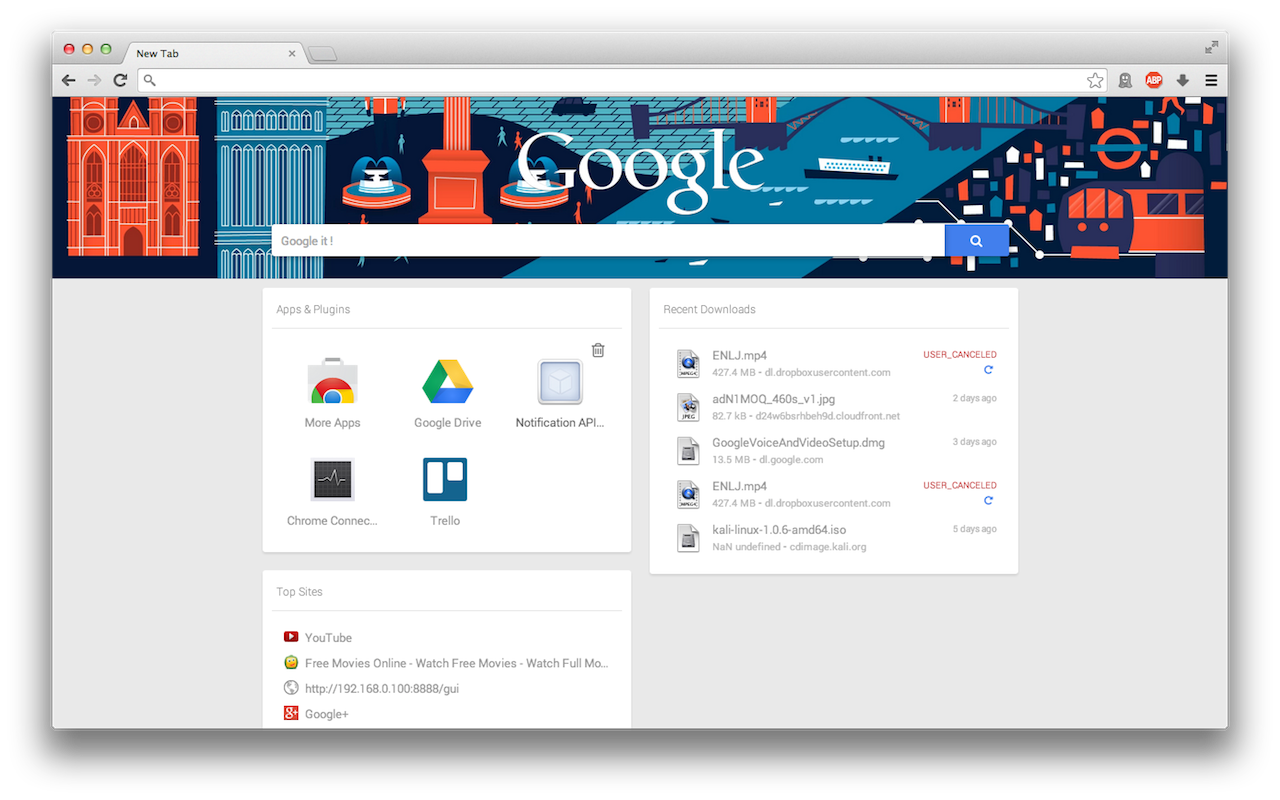 New Tab
ABP
Google
Google it !
Apps & Plugins
More Apps
Google Drive
Notification API...
Chrome Connec...
Trello
Top Sites
YouTube
Free Movies Online - Watch Free Movies - Watch Full Mo...
http://192.168.0.100:8888/gui
Google+
Recent Downloads
ENLJ.mp4
USER_CANCELED
427.4 MB - dl.dropboxusercontent.com
adN1MOQ_460s_v1.jpg
2 days ago
82.7 kB - d24w6bsrhbeh9d.cloudfront.net
GoogleVoiceAndVideoSetup.dmg
3 days ago
13.5 MB - dl.google.com
ENLJ.mp4
USER_CANCELED
427.4 MB - dl.dropboxusercontent.com
kali-linux-1.0.6-amd64.iso
5 days ago
NaN undefined - cdimage.kali.org
MPEG4
JPEG
MPEG4